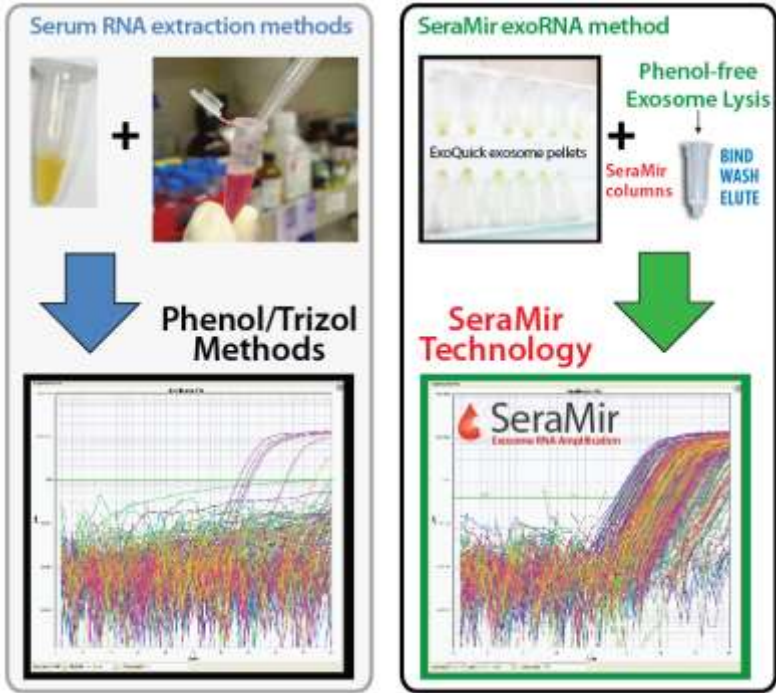 Serum RNA extraction methods
+
Phenol/Trizol
Methods
SeraMir exoRNA method
ExoQuick exosome pellets
+
Phenol-free
Exosome Lysis
SeraMir
columns
BIND
WASH
ELUTE
SeraMir
Technology
SeraMir
Exosome RNA Amplification